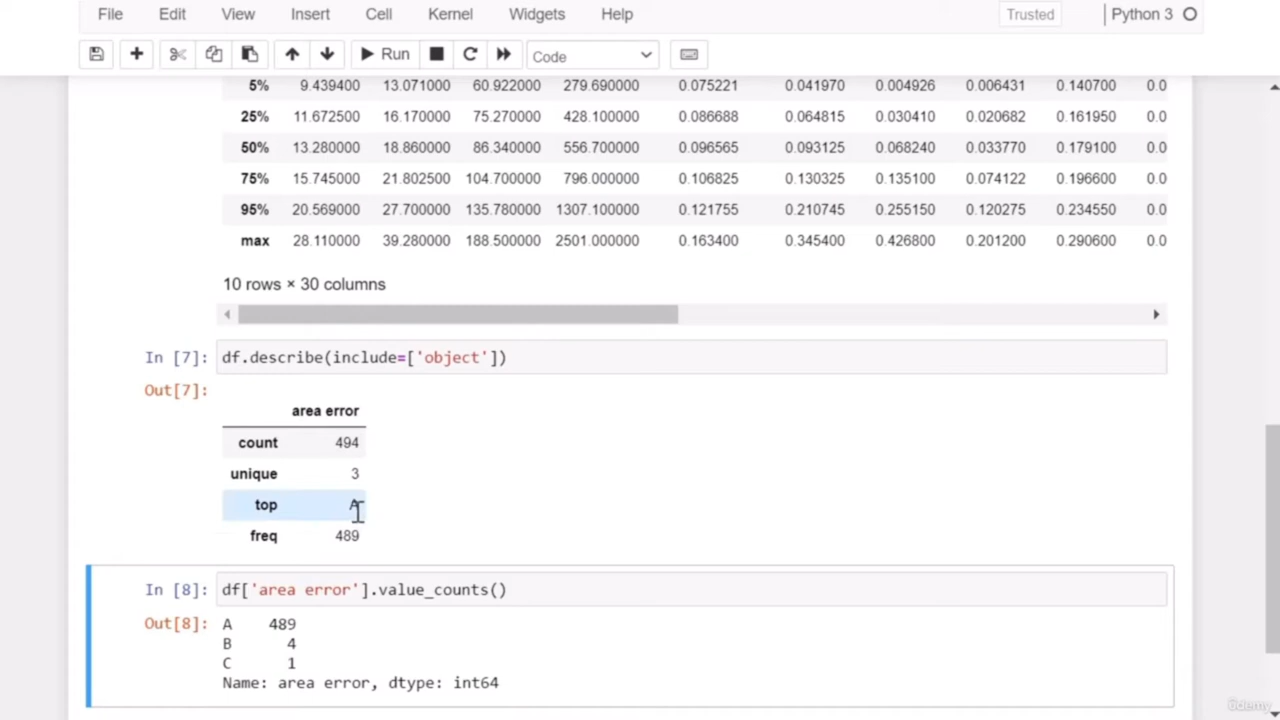 File Edit View Insert Cell Kernel Widgets Help Trusted Python 3
Run Code
5% 9.439400 13.071000 60.922000 279.690000 0.075221 0.041970 0.004926 0.006431 0.140700 0.0
25% 11.672500 16.170000 75.270000 428.100000 0.086688 0.064815 0.030410 0.020682 0.161950 0.0
50% 13.280000 18.860000 86.340000 556.700000 0.096565 0.093125 0.068240 0.033770 0.179100 0.0
75% 15.745000 21.802500 104.700000 796.000000 0.106825 0.130325 0.135100 0.074122 0.196600 0.0
95% 20.569000 27.700000 135.780000 1307.100000 0.121755 0.210745 0.255150 0.120275 0.234550 0.0
max 28.110000 39.280000 188.500000 2501.000000 0.163400 0.345400 0.426800 0.201200 0.290600 0.0
10 rows × 30 columns
In [7]: df.describe(include=['object'])
Out[7]:
area error
count 494
unique 3
top A
freq 489
In [8]: df['area error'].value_counts()
Out[8]: A 489
B 4
C 1
Name: area error, dtype: int64
ûdemy